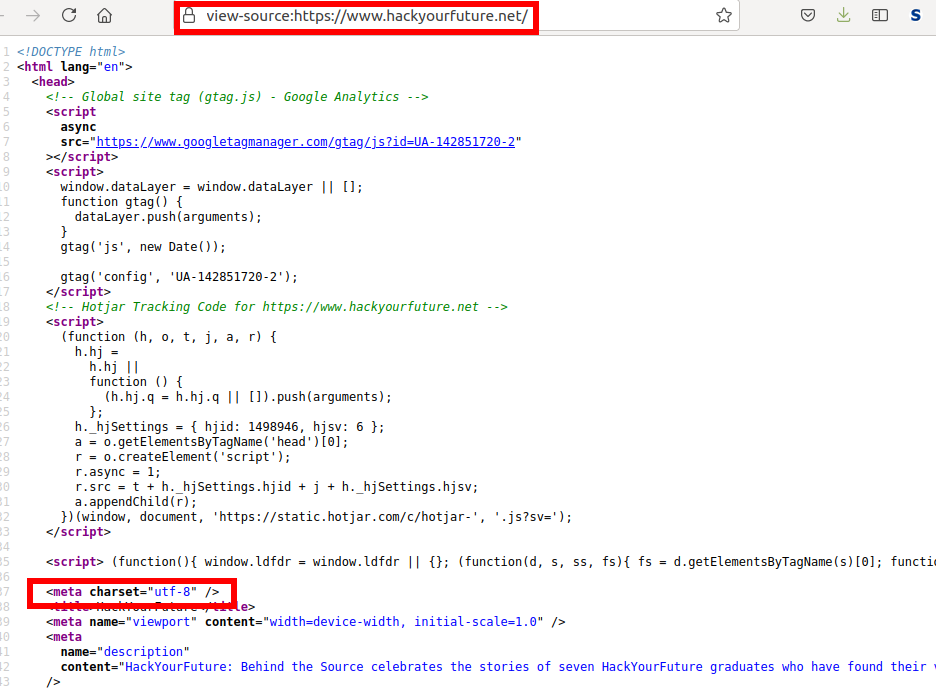 view-source:https://www.hackyourfuture.net/
S
1 <!DOCTYPE html>
2 <html lang="en">
3 <head>
4 <!-- Global site tag (gtag.js) - Google Analytics -->
5 <script
6 async
7 src="https://www.googletagmanager.com/gtag/js?id=UA-142851720-2"
8 ></script>
9 <script>
10 window.dataLayer = window.dataLayer || [];
11 function gtag() {
12 dataLayer.push(arguments);
13 }
14 gtag('js', new Date());
15
16 gtag('config', 'UA-142851720-2');
17 </script>
18 <!-- Hotjar Tracking Code for https://www.hackyourfuture.net -->
19 <script>
20 (function (h, o, t, j, a, r) {
21 h.hj =
22 h.hj ||
23 function () {
24 (h.hj.q = h.hj.q || []).push(arguments);
25 };
26 h._hjSettings = { hjid: 1498946, hjsv: 6 };
27 a = o.getElementsByTagName('head')[0];
28 r = o.createElement('script');
29 r.async = 1;
30 r.src = t + h._hjSettings.hjid + j + h._hjSettings.hjsv;
31 a.appendChild(r);
32 })(window, document, 'https://static.hotjar.com/c/hotjar-', '.js?sv=');
33 </script>
34
35 <script> (function(){ window.ldfdr = window.ldfdr || {}; (function(d, s, ss, fs){ fs = d.getElementsByTagName(s)[0]; functio
36
37 <meta charset="utf-8" />
38 <title>HackYourFuture</title>
39 <meta name="viewport" content="width=device-width, initial-scale=1.0" />
40 <meta
41 name="description"
42 content="HackYourFuture: Behind the Source celebrates the stories of seven HackYourFuture graduates who have found their
43 />